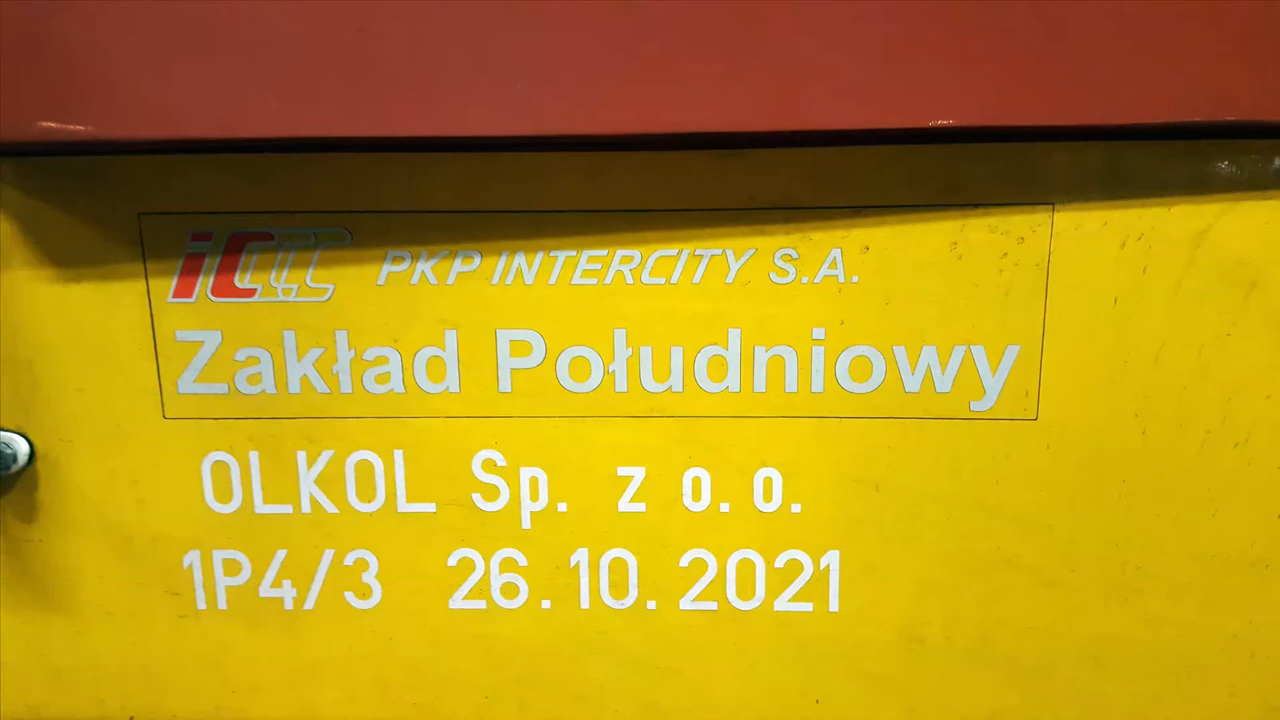 iC PKP INTERCITY S.A.
Zakład Południowy
OLKOL Sp. z o.o.
1P4/3 26.10.2021